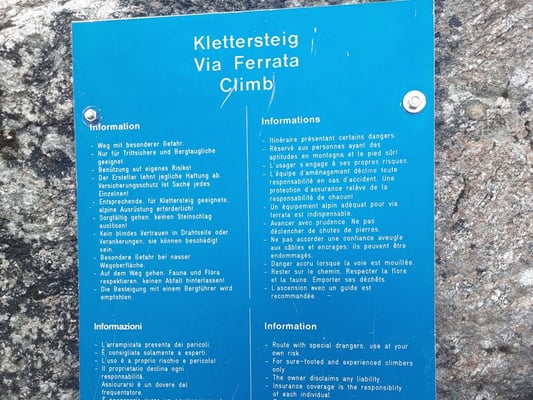 Klettersteig
Via Ferrata
Climb
Information
- Weg mit besonderer Gefahr.
- Nur für Trittsichere und Bergtaugliche
geeignet.
- Benützung auf eigenes Risiko!
- Der Ersteller lehnt jegliche Haftung ab.
Versicherungsschutz ist Sache jedes
Einzelnen!
- Entsprechende, für Klettersteig geeignete,
alpine Ausrüstung erforderlich!
- Sorgfältig gehen, keinen Steinschlag
auslösen!
- Kein blindes Vertrauen in Drahtseile oder
Verankerungen, sie können beschädigt
sein.
- Besondere Gefahr bei nasser
Wegoberfläche.
- Auf dem Weg gehen, Fauna und Flora
respektieren, keinen Abfall hinterlassen!
- Die Besteigung mit einem Bergführer wird
empfohlen.
Informations
- Itinéraire présentant certains dangers.
- Réservé aux personnes ayant des
aptitudes en montagne et le pied sûr!
- L'usager s'engage à ses propres risques.
- L'équipe d'aménagement décline toute
responsabilité en cas d'accident. Une
protection d'assurance relève de la
responsabilité de chacun!
- Un équipement alpin adéquat pour via
ferrata est indispensable.
- Avancer avec prudence. Ne pas
déclencher de chutes de pierres.
- Ne pas accorder une confiance aveugle
aux câbles et encrages; ils peuvent être
endommagés.
- Danger accru lorsque la voie est mouillée.
- Rester sur le chemin. Respecter la flore
et la faune. Emporter ses déchêts.
- L'ascension avec un guide est
recommandée.
Informazioni
- L'arrampicata presenta dei pericoli.
- È consigliata solamente a esperti.
- L'uso è a proprio rischio e pericolo!
- Il proprietario declina ogni
responsabilità.
Assicurarsi è un dovere del
frequentatore.
Information
- Route with special drangers, use at your
own risk.
- For sure-footed and experienced climbers
only.
- The owner disclaims any liability.
- Insurance coverage is the responsiblity
of each individual.